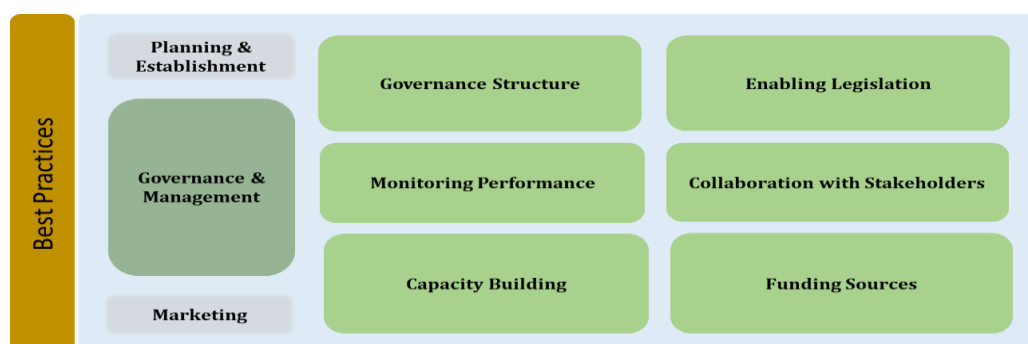 Best Practices
Planning &
Establishment
Governance &
Management
Marketing
Governance Structure
Enabling Legislation
Monitoring Performance
Collaboration with Stakeholders
Capacity Building
Funding Sources